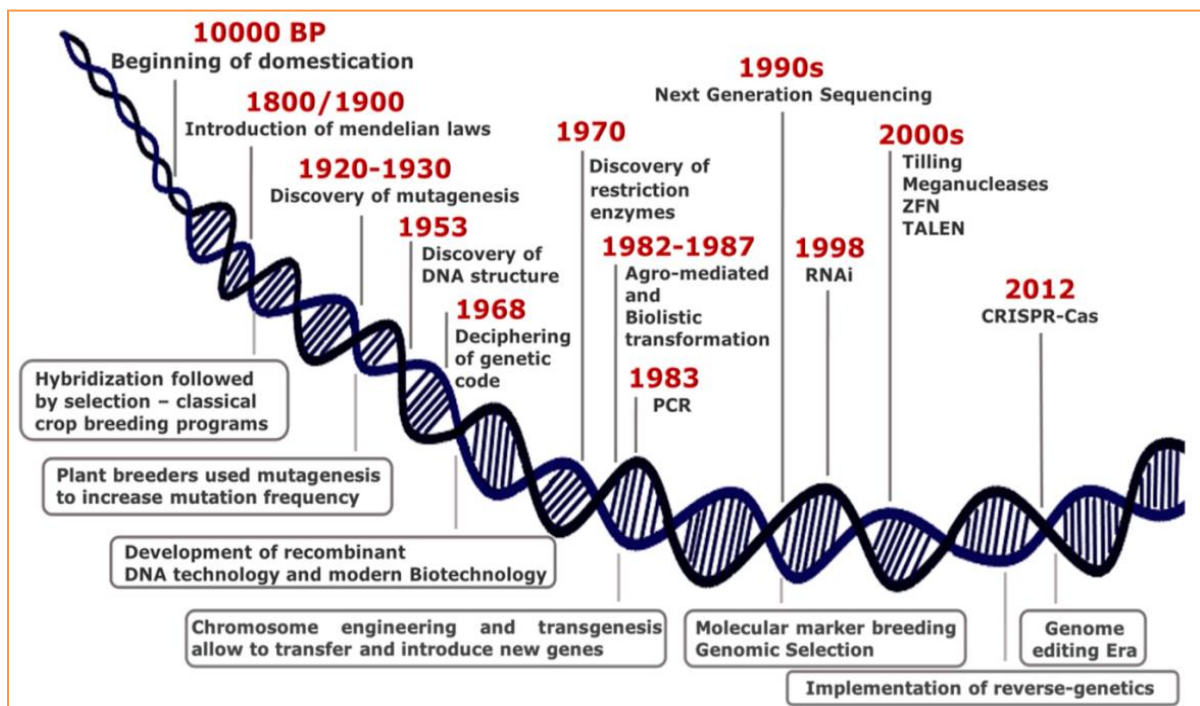 10000 BP
Beginning of domestication
1800/1900
Introduction of mendelian laws
1920-1930
Discovery of mutagenesis
1953
Discovery of
DNA structure
1968
Deciphering
of genetic
code
1970
Discovery of
restriction
enzymes
1982-1987
Agro-mediated
and
Biolistic
transformation
1983
PCR
1990s
Next Generation Sequencing
1998
RNAi
2000s
Tilling
Meganucleases
ZFN
TALEN
2012
CRISPR-Cas
Hybridization followed
by selection – classical
crop breeding programs
Plant breeders used mutagenesis
to increase mutation frequency
Development of recombinant
DNA technology and modern Biotechnology
Chromosome engineering and transgenesis
allow to transfer and introduce new genes
Molecular marker breeding
Genomic Selection
Genome
editing Era
Implementation of reverse-genetics